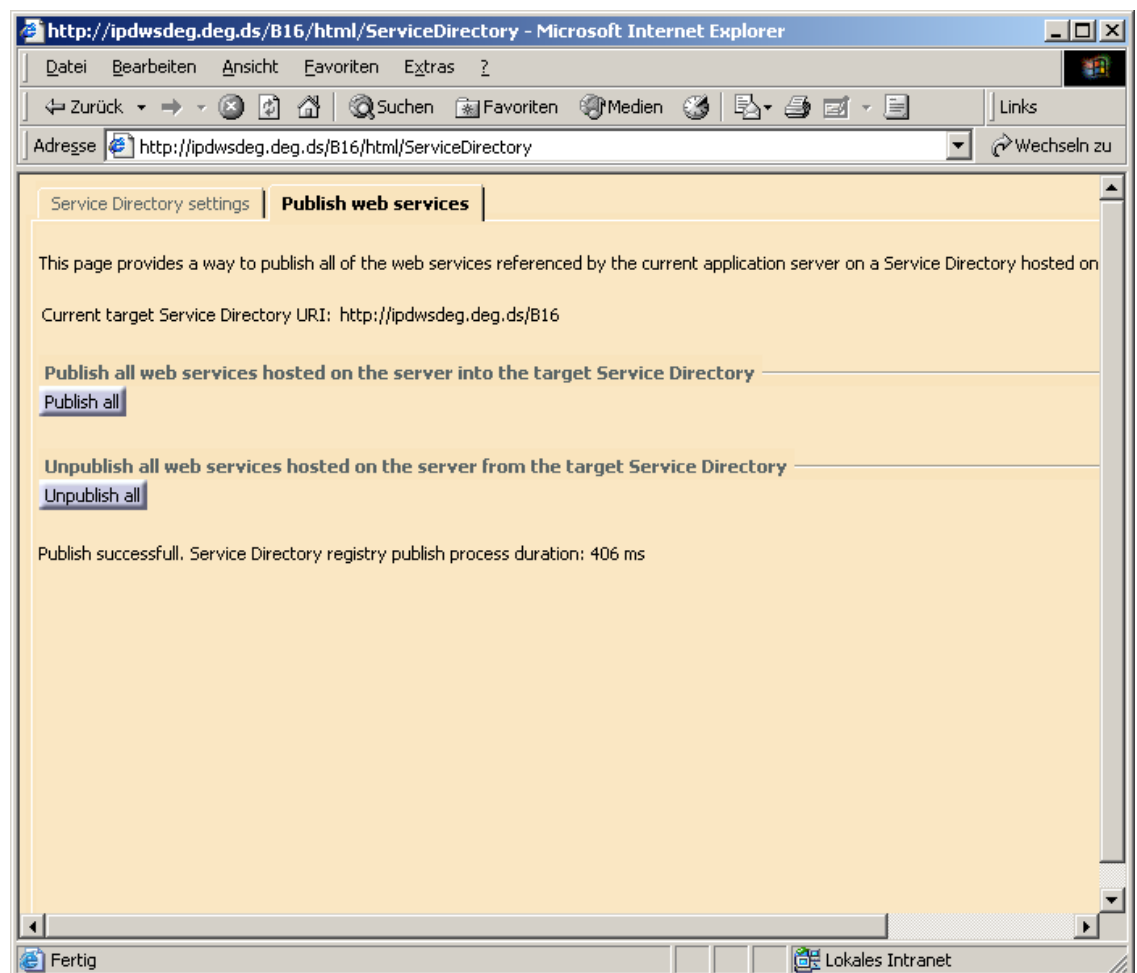 http://ipdwsdeg.deg.ds/B16/html/ServiceDirectory - Microsoft Internet Explorer
Datei Bearbeiten Ansicht Favoriten Extras ?
Zurück Suchen Favoriten Medien Links
Adresse http://ipdwsdeg.deg.ds/B16/html/ServiceDirectory Wechseln zu
Service Directory settings Publish web services
This page provides a way to publish all of the web services referenced by the current application server on a Service Directory hosted on
Current target Service Directory URI: http://ipdwsdeg.deg.ds/B16
Publish all web services hosted on the server into the target Service Directory
Publish all
Unpublish all web services hosted on the server from the target Service Directory
Unpublish all
Publish successfull. Service Directory registry publish process duration: 406 ms
Fertig Lokales Intranet